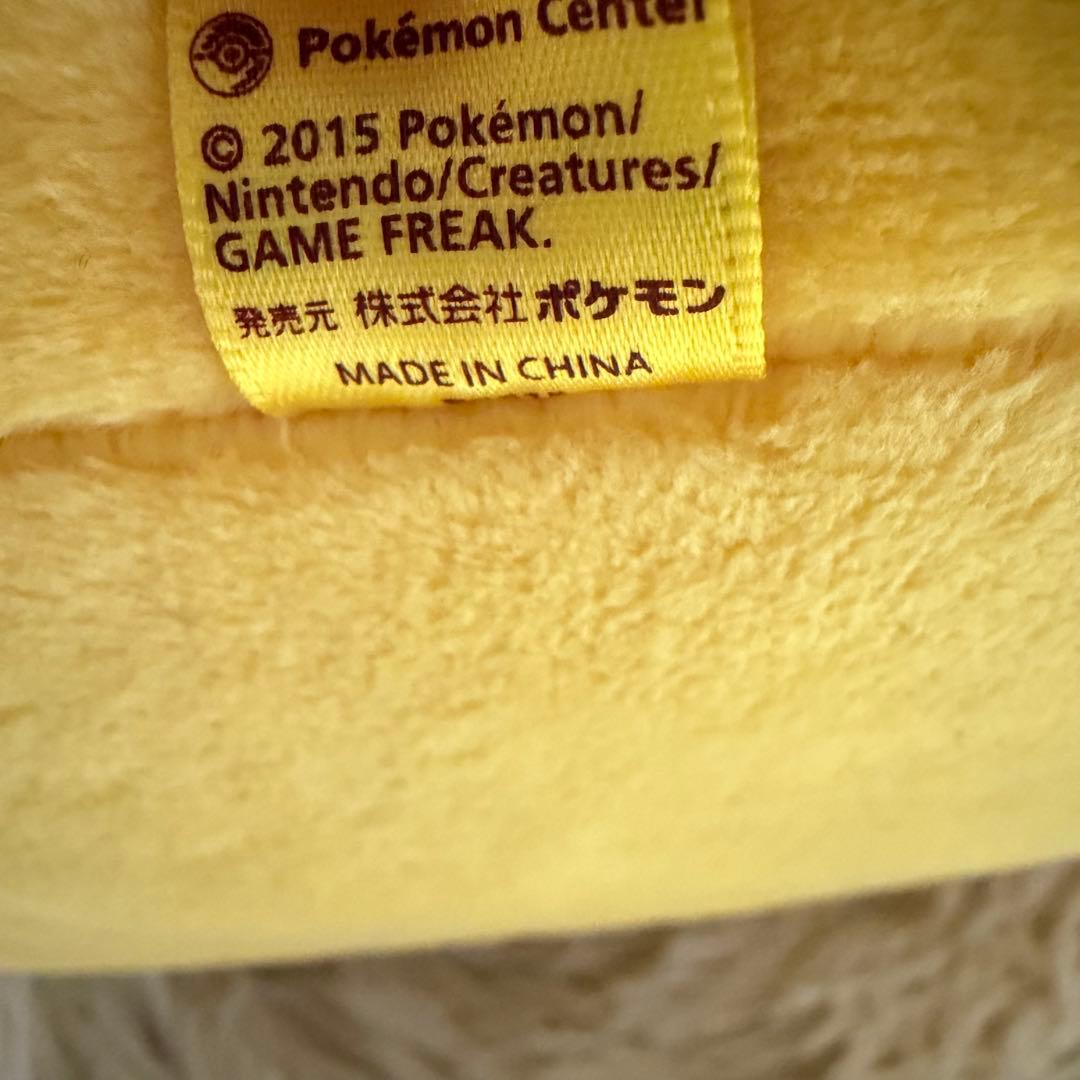 Pokémon Center
© 2015 Pokémon/
Nintendo/Creatures/
GAME FREAK.
発売元 株式会社ポケモン
MADE IN CHINA